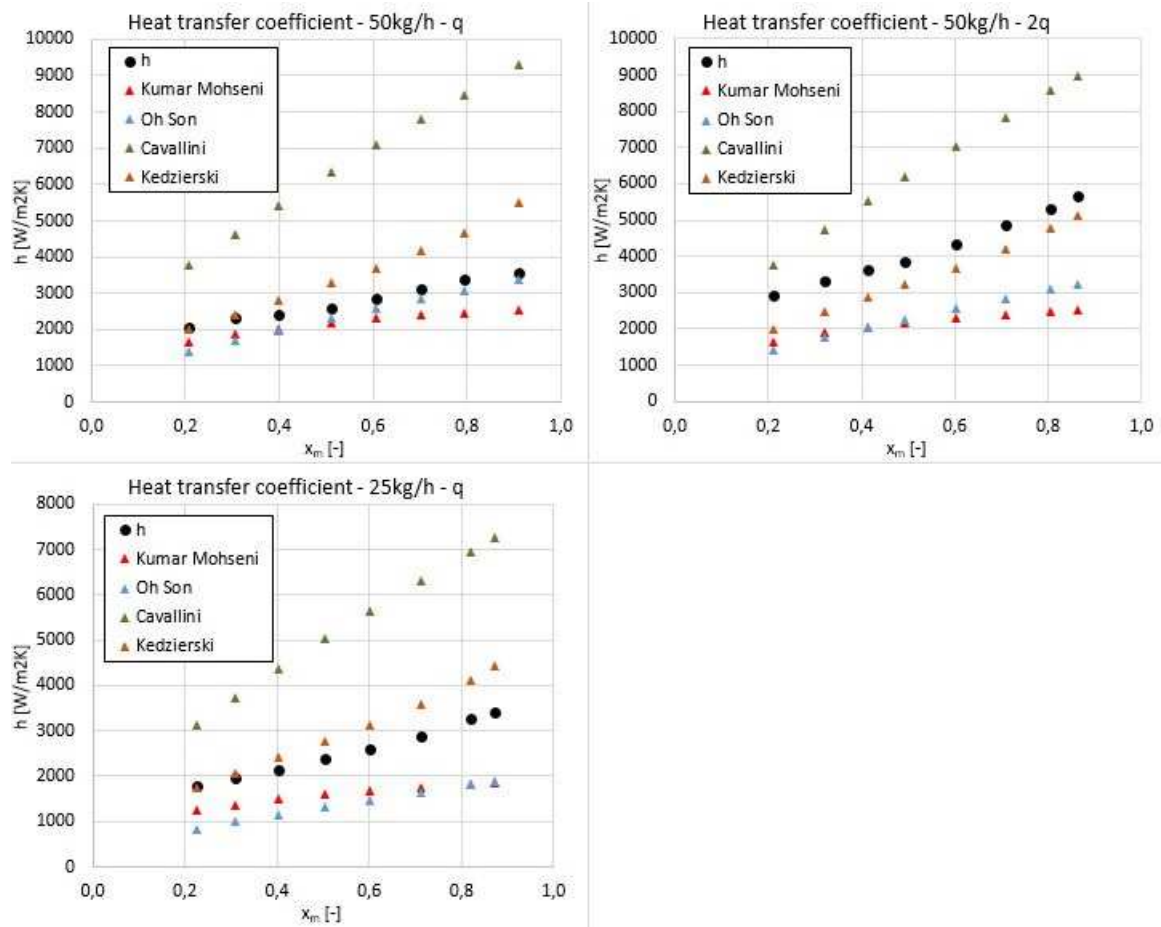 Heat transfer coefficient - 50kg/h - q
10000
9000
8000
7000
6000
5000
4000
3000
2000
1000
0
h [W/m2K]
h
Kumar Mohseni
Oh Son
Cavallini
Kedzierski
0,0 0,2 0,4 0,6 0,8 1,0
xm [-]
Heat transfer coefficient - 50kg/h - 2q
10000
9000
8000
7000
6000
5000
4000
3000
2000
1000
0
h [W/m2K]
h
Kumar Mohseni
Oh Son
Cavallini
Kedzierski
0,0 0,2 0,4 0,6 0,8 1,0
xm [-]
Heat transfer coefficient - 25kg/h - q
8000
7000
6000
5000
4000
3000
2000
1000
0
h [W/m2K]
h
Kumar Mohseni
Oh Son
Cavallini
Kedzierski
0,0 0,2 0,4 0,6 0,8 1,0
xm [-]